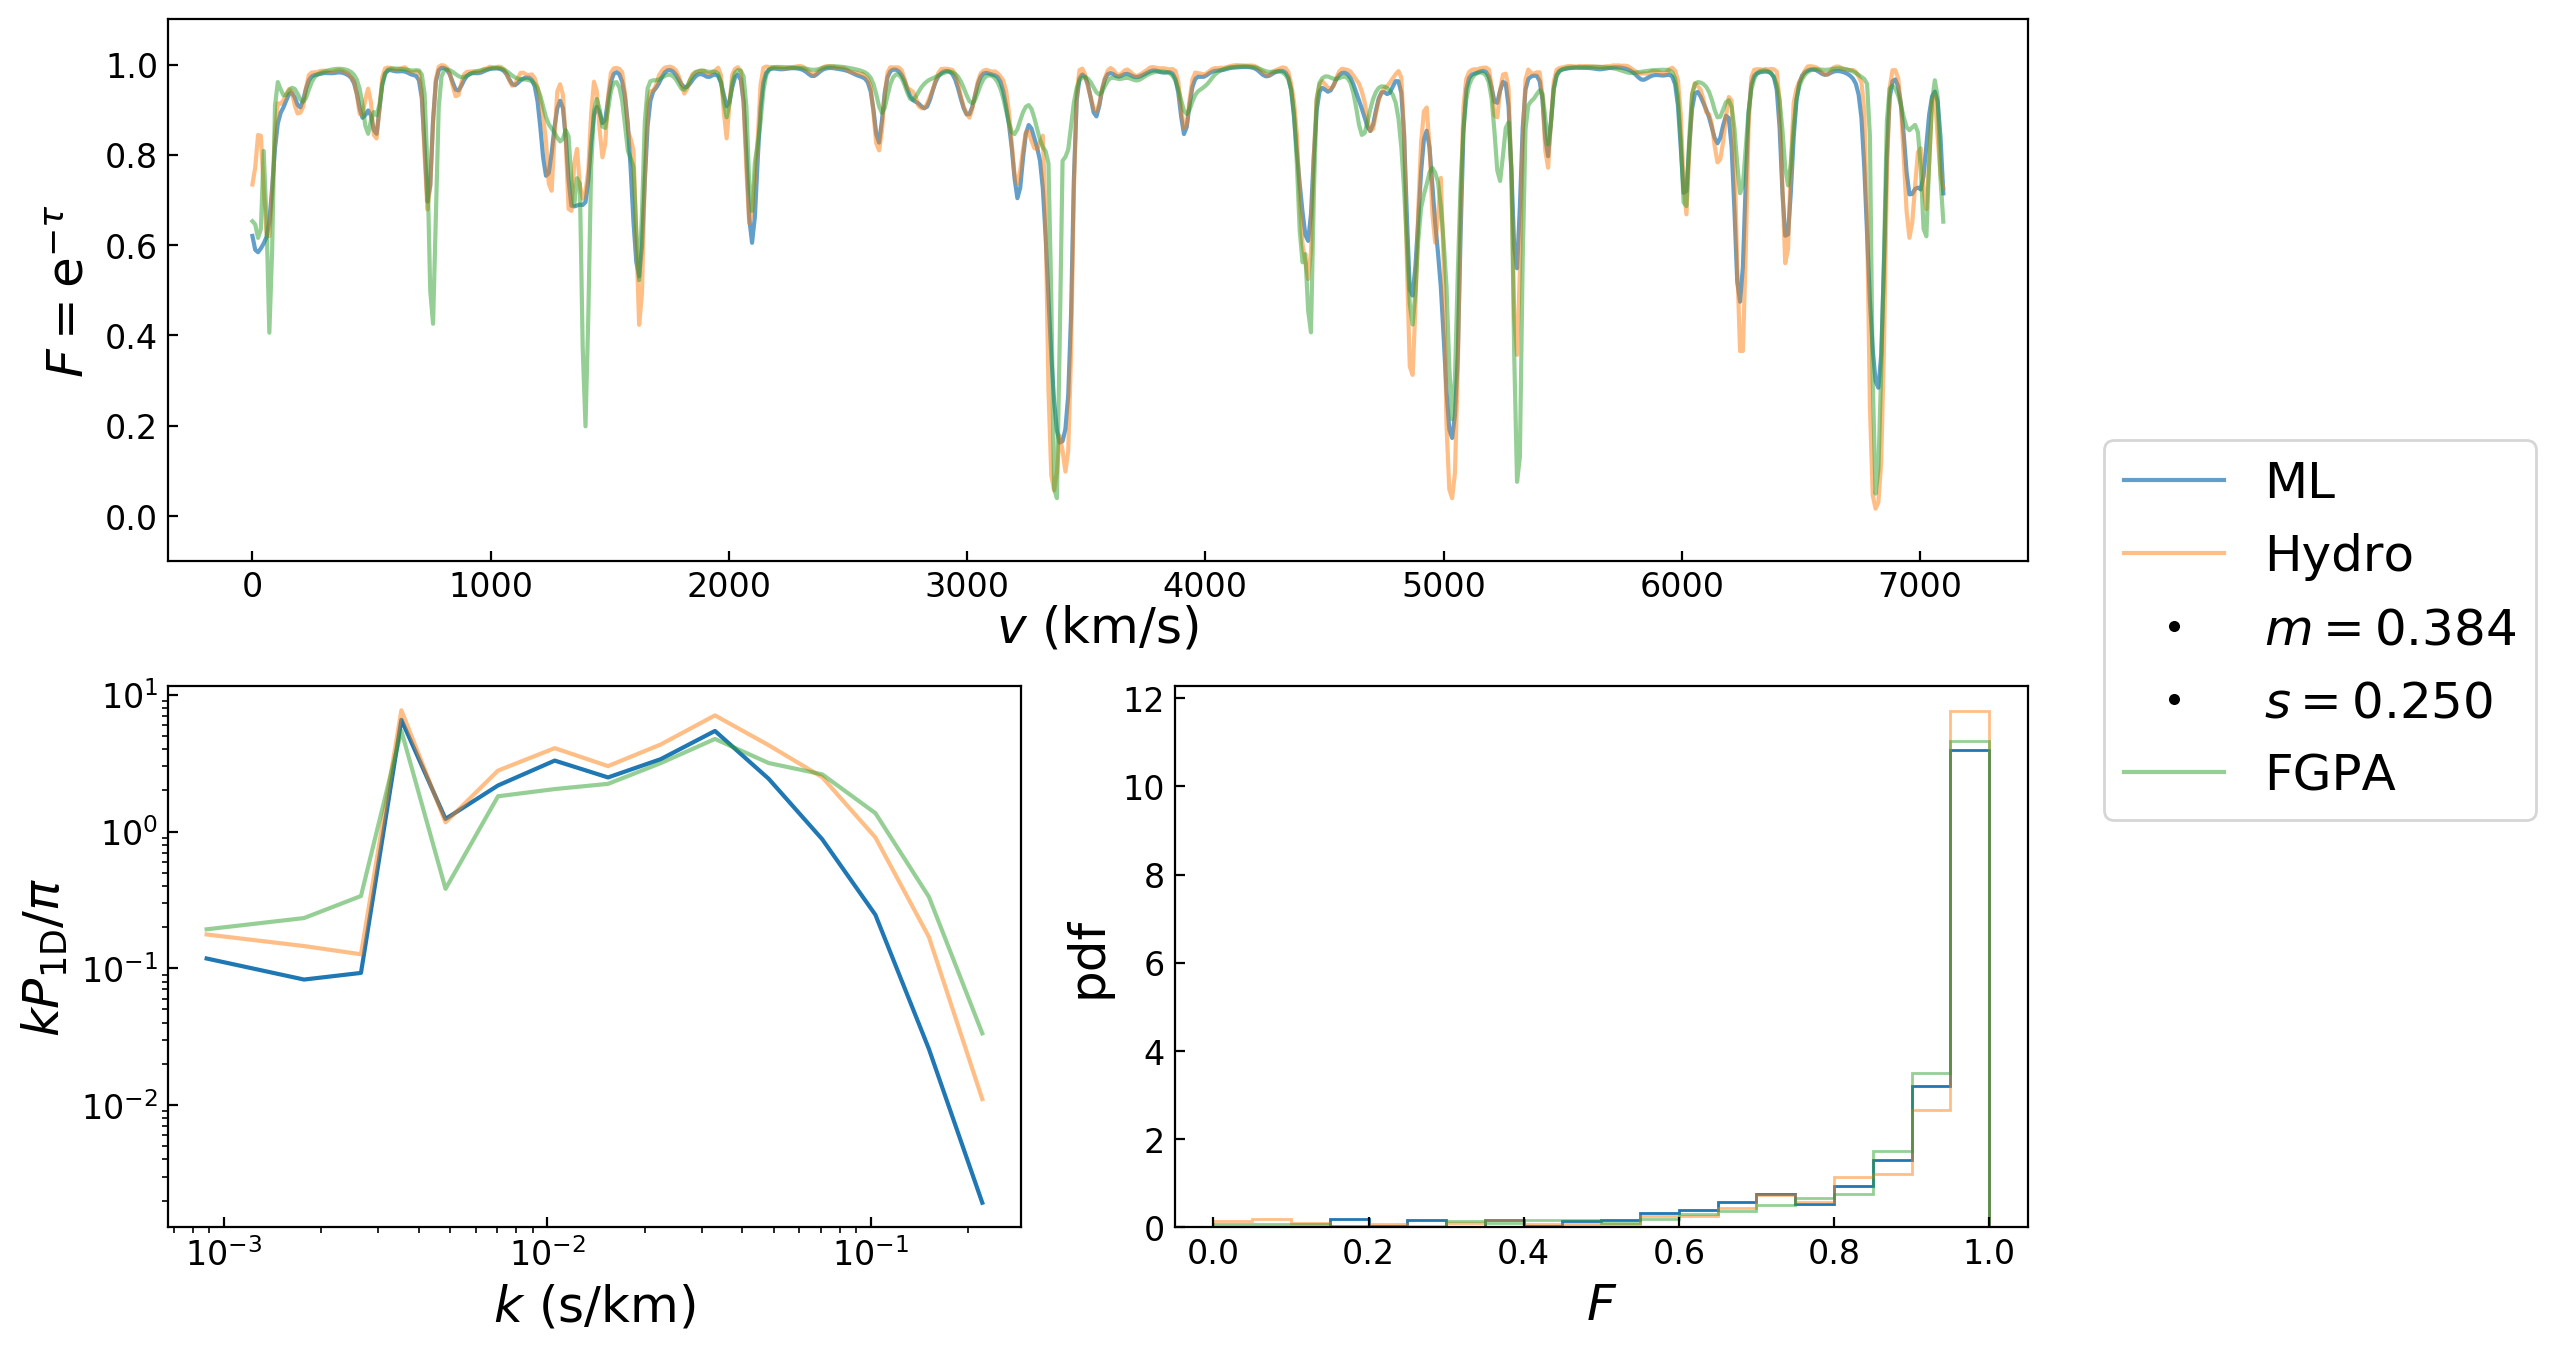 1.0
0.8
0.6
0.4
0.2
0.0
F = e^{-τ}
0 1000 2000 3000 4000 5000 6000 7000
v (km/s)
ML
Hydro
m = 0.384
s = 0.250
FGPA
10^1
10^0
10^{-1}
10^{-2}
kP_{1D}/π
10^{-3} 10^{-2} 10^{-1}
k (s/km)
12
10
8
6
4
2
0
pdf
0.0 0.2 0.4 0.6 0.8 1.0
F